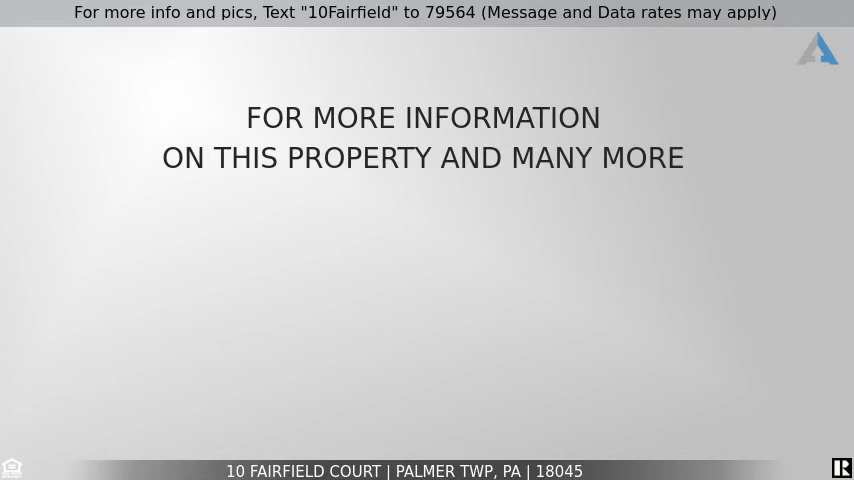 For more info and pics, Text "10Fairfield" to 79564 (Message and Data rates may apply)
FOR MORE INFORMATION
ON THIS PROPERTY AND MANY MORE
10 FAIRFIELD COURT | PALMER TWP, PA | 18045